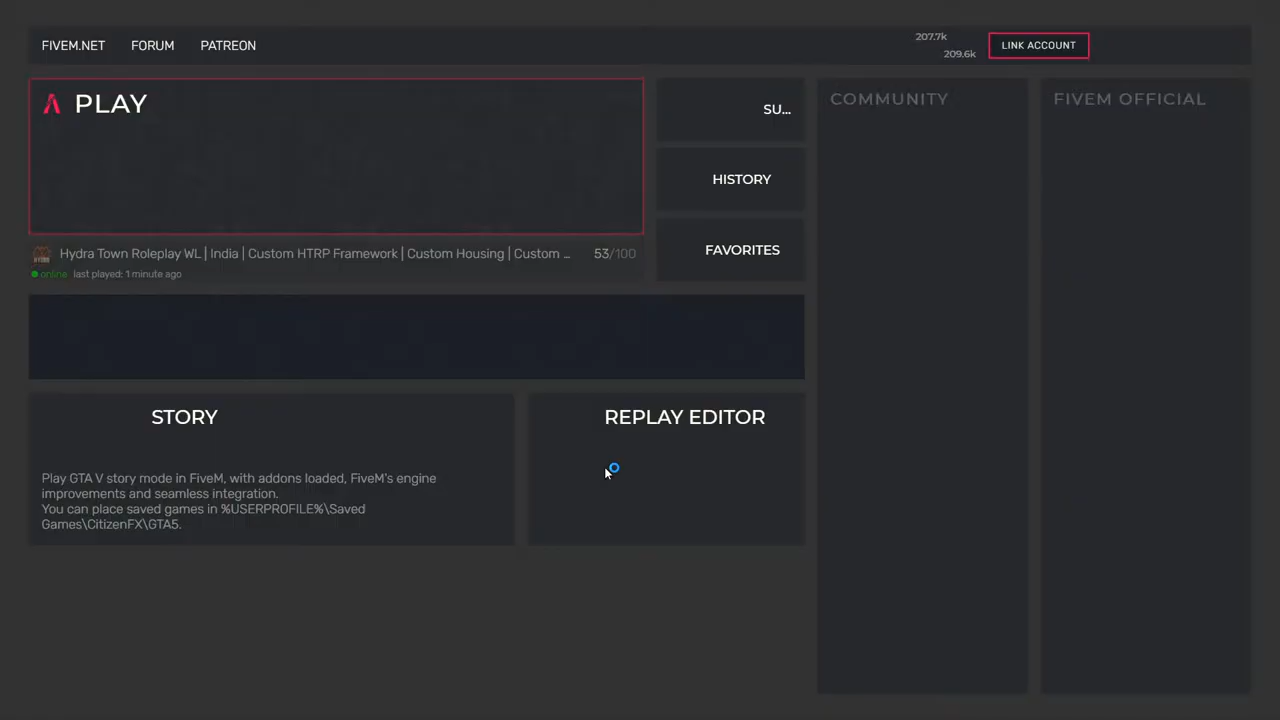 FIVEM.NET FORUM PATREON
207.7k
209.6k
LINK ACCOUNT
PLAY
Hydra Town Roleplay WL | India | Custom HTRP Framework | Custom Housing | Custom ... 53/100
online last played: 1 minute ago
SU...
HISTORY
FAVORITES
STORY
Play GTA V story mode in FiveM, with addons loaded, FiveM's engine
improvements and seamless integration.
You can place saved games in %USERPROFILE%\Saved
Games\CitizenFX\GTA5.
REPLAY EDITOR
COMMUNITY
FIVEM OFFICIAL